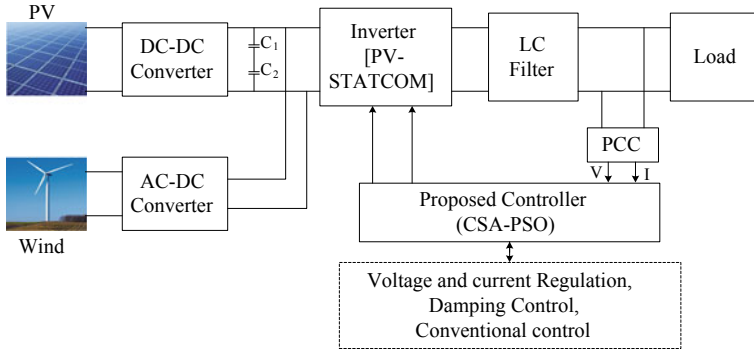 PV
DC-DC
Converter
C1
C2
Inverter
[PV-
STATCOM]
LC
Filter
Load
PCC
V
I
AC-DC
Converter
Wind
Proposed Controller
(CSA-PSO)
Voltage and current Regulation,
Damping Control,
Conventional control